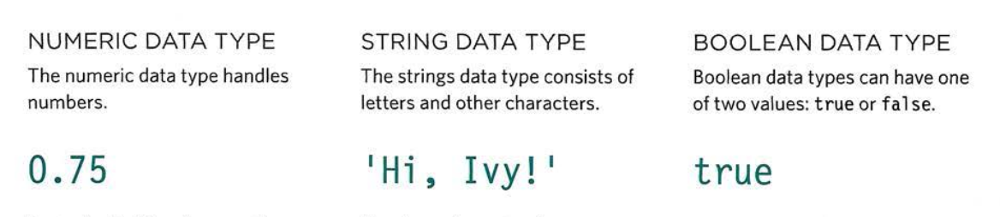 NUMERIC DATA TYPE
The numeric data type handles
numbers.
0.75
STRING DATA TYPE
The strings data type consists of
letters and other characters.
'Hi, Ivy!'
BOOLEAN DATA TYPE
Boolean data types can have one
of two values: true or false.
true